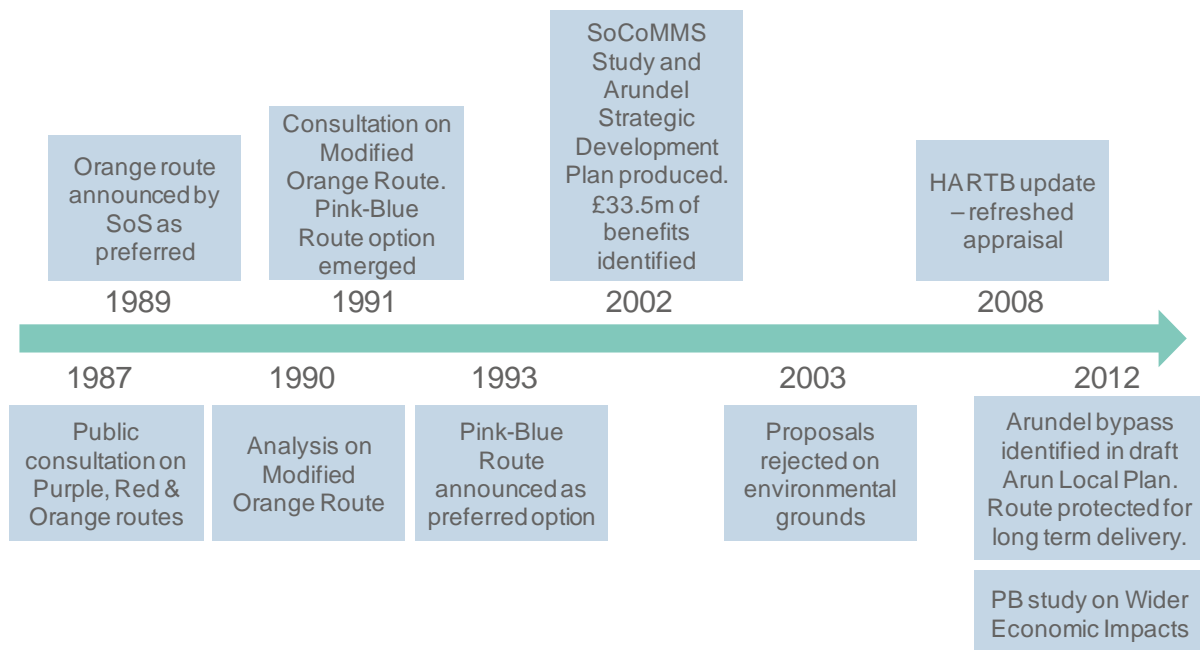 Orange route
announced by
SoS as
preferred
1989
Consultation on
Modified
Orange Route.
Pink-Blue
Route option
emerged
1991
SoCoMMS
Study and
Arundel
Strategic
Development
Plan produced.
£33.5m of
benefits
identified
2002
HARTB update
– refreshed
appraisal
2008
1987
Public
consultation on
Purple, Red &
Orange routes
1990
Analysis on
Modified
Orange Route
1993
Pink-Blue
Route
announced as
preferred option
2003
Proposals
rejected on
environmental
grounds
2012
Arundel bypass
identified in draft
Arun Local Plan.
Route protected for
long term delivery.
PB study on Wider
Economic Impacts